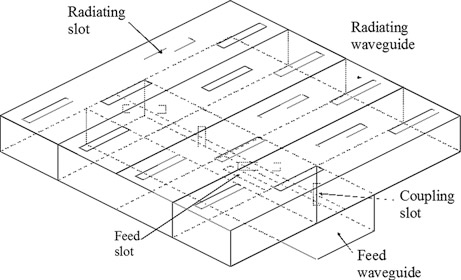 Radiating
slot
Radiating
waveguide
Coupling
slot
Feed
slot
Feed
waveguide